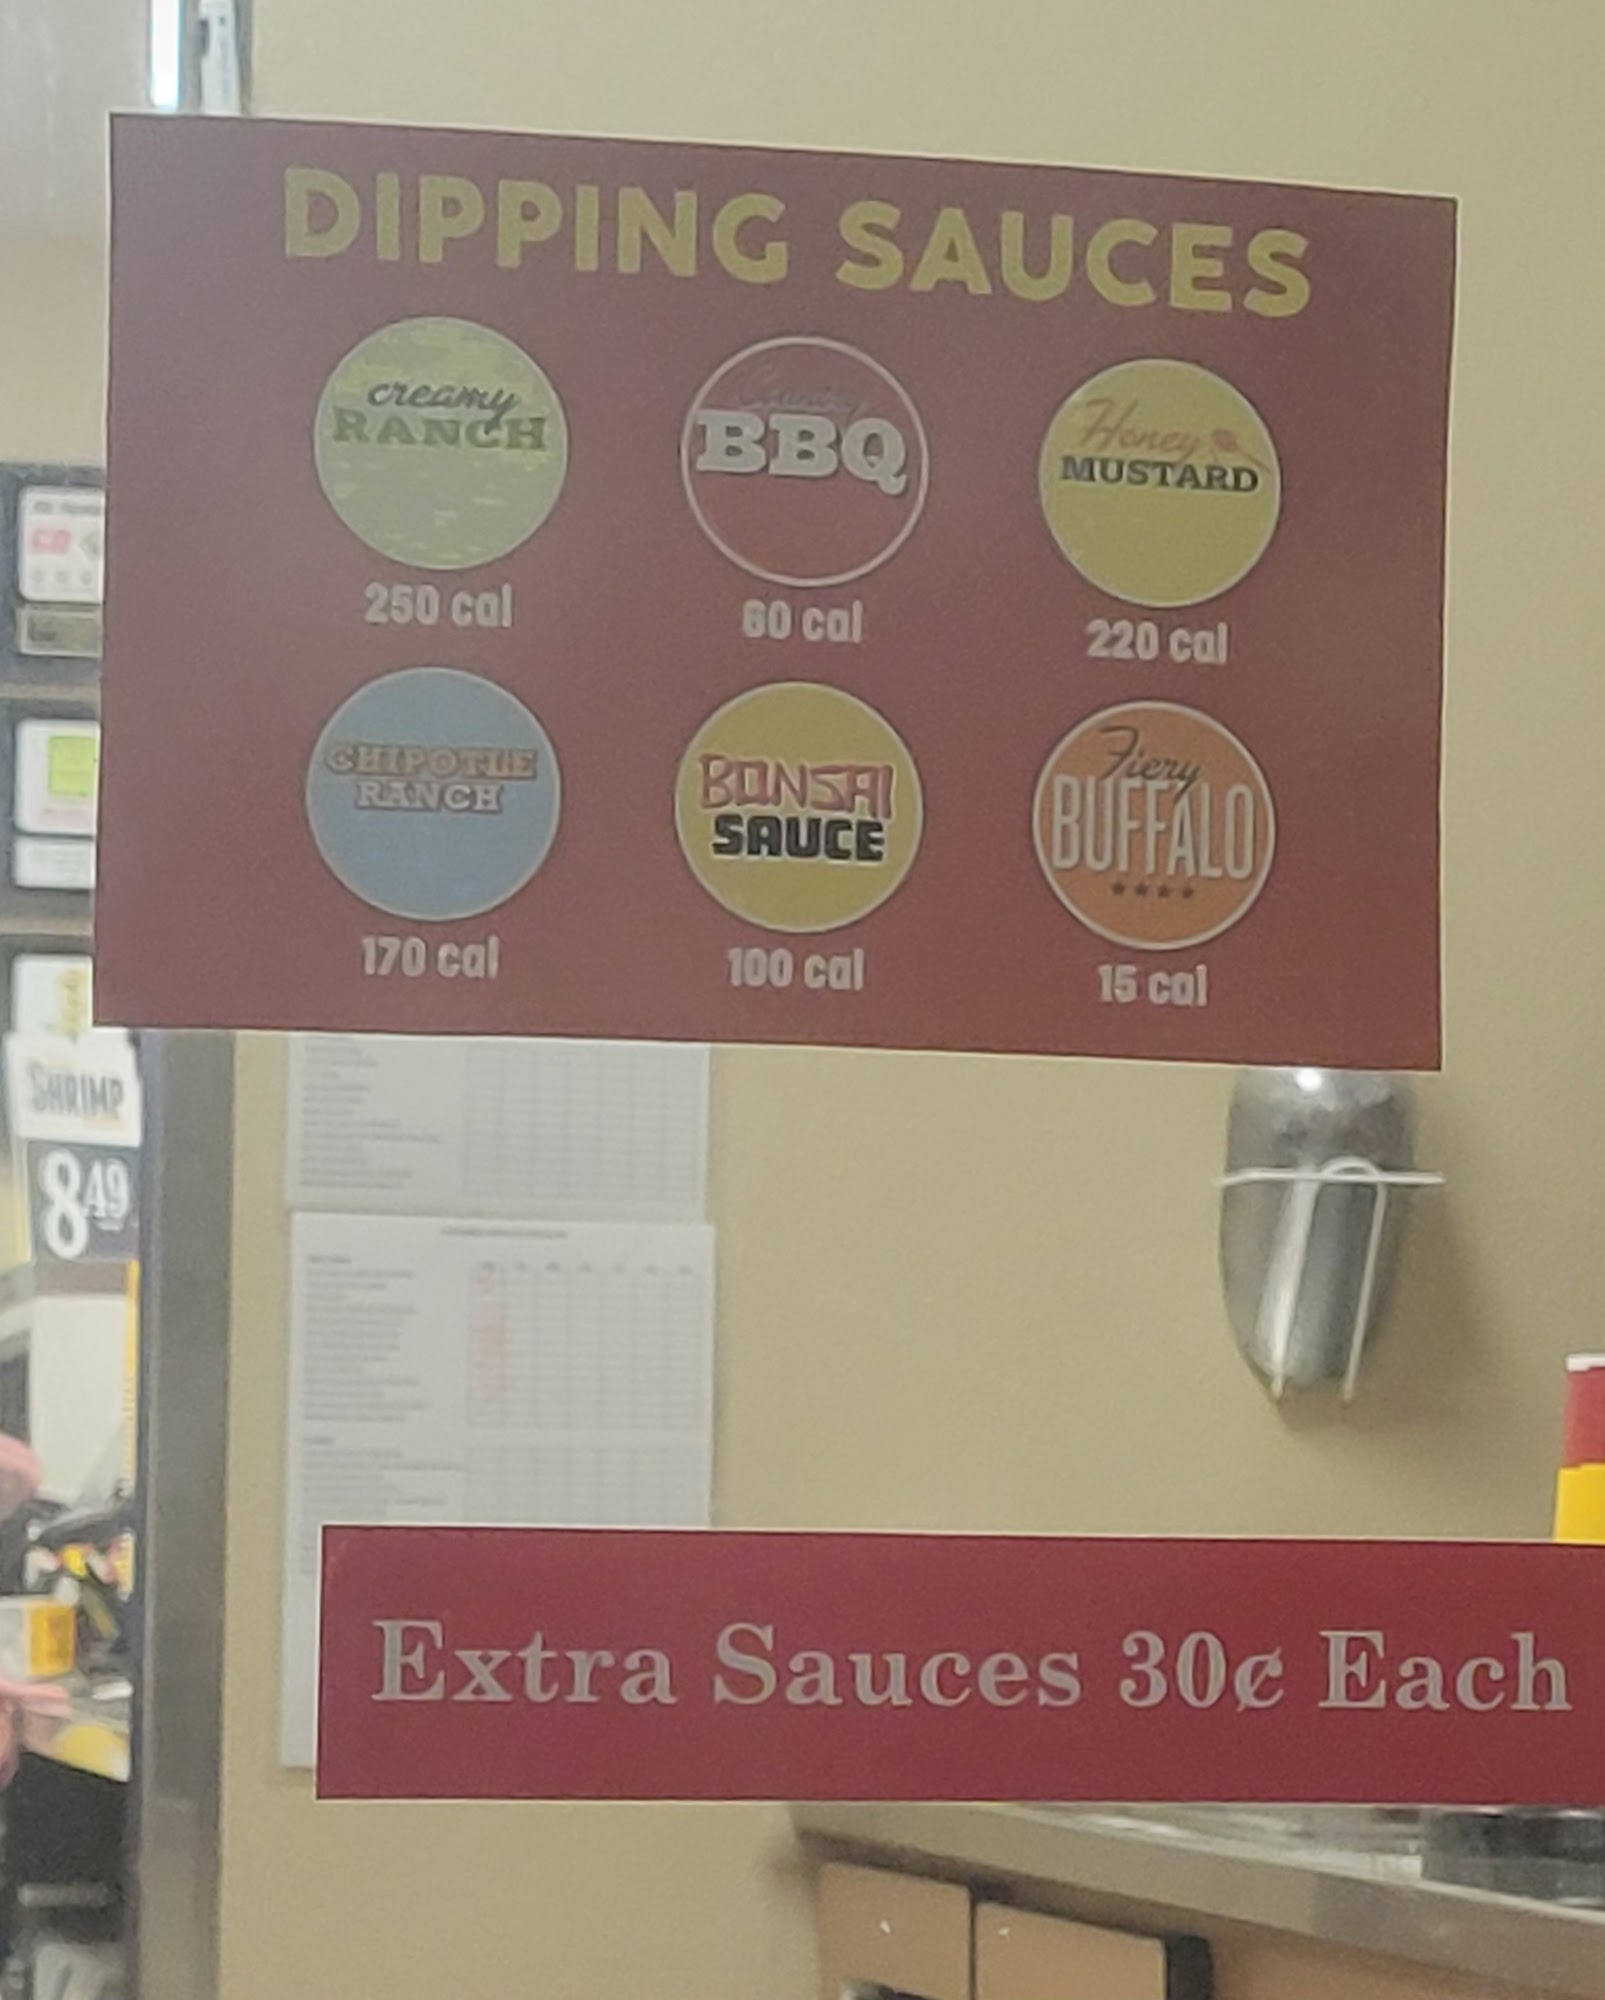 DIPPING SAUCES
creamy
RANCH
250 cal
Country
BBQ
60 cal
Honey
MUSTARD
220 cal
CHIPOTLE
RANCH
170 cal
BONSAI
SAUCE
100 cal
Fiery
BUFFALO
15 cal
SHRIMP
8 49
Extra Sauces 30¢ Each